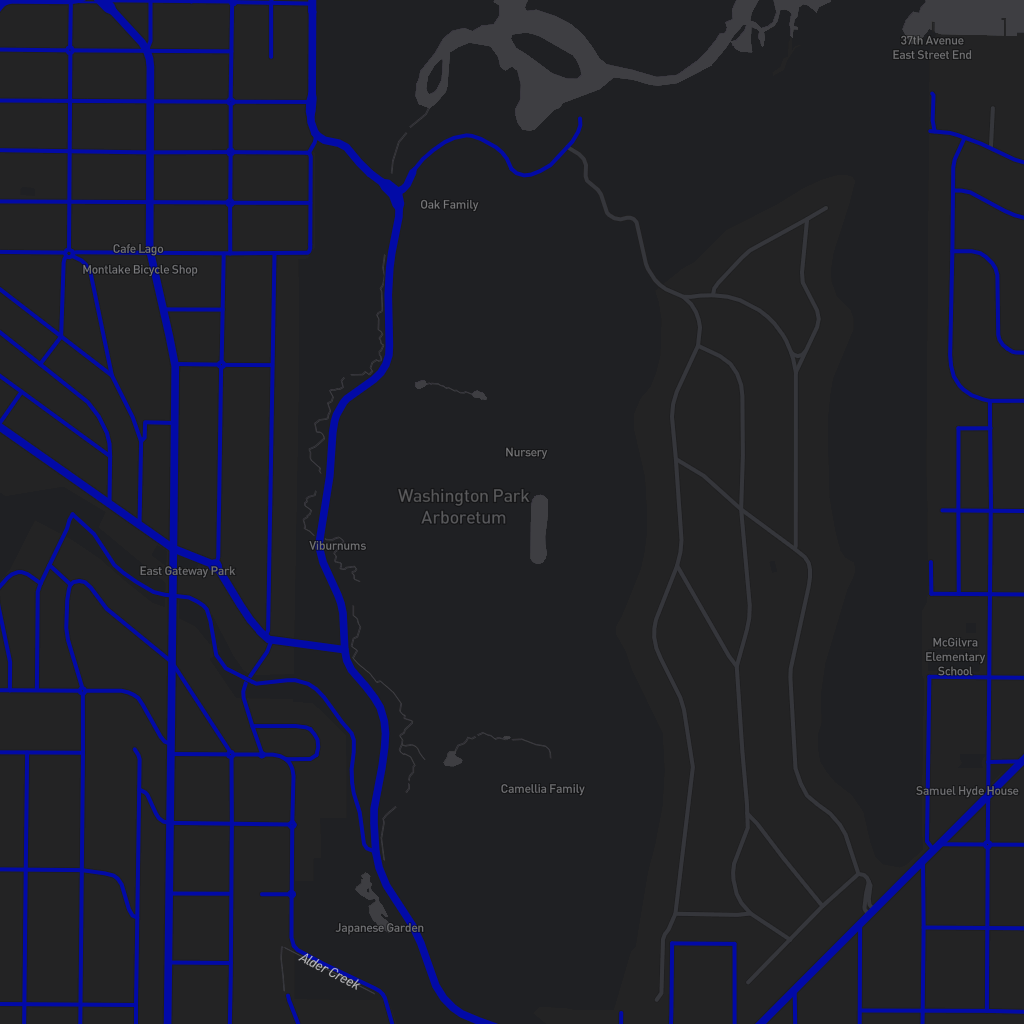 37th Avenue
East Street End
Oak Family
Cafe Lago
Montlake Bicycle Shop
Nursery
Washington Park
Arboretum
Viburnums
East Gateway Park
McGilvra
Elementary
School
Camellia Family
Samuel Hyde House
Japanese Garden
Alder Creek